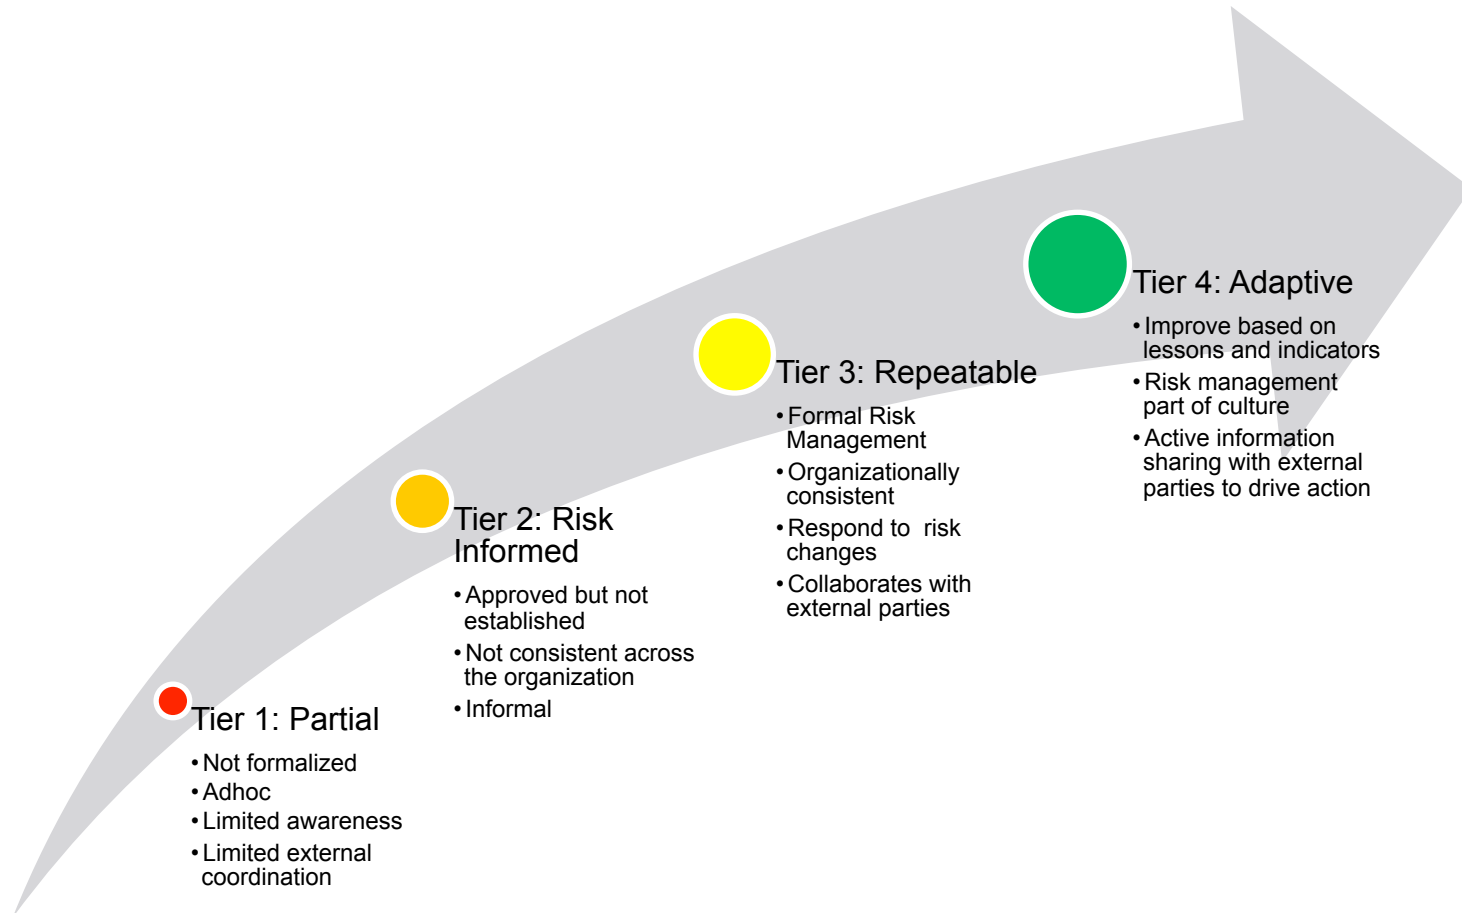 Tier 1: Partial
• Not formalized
• Adhoc
• Limited awareness
• Limited external
coordination
Tier 2: Risk
Informed
• Approved but not
established
• Not consistent across
the organization
• Informal
Tier 3: Repeatable
• Formal Risk
Management
• Organizationally
consistent
• Respond to  risk
changes
• Collaborates with
external parties
Tier 4: Adaptive
• Improve based on
lessons and indicators
• Risk management
part of culture
• Active information
sharing with external
parties to drive action